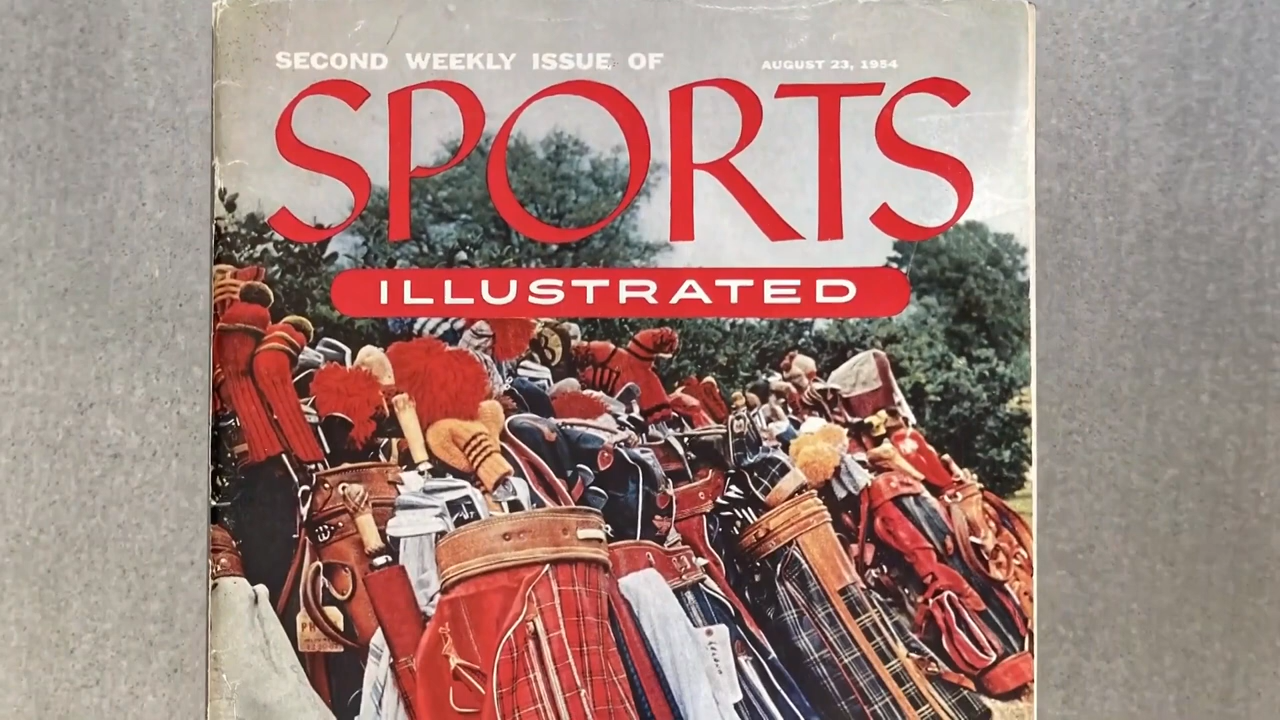 SECOND WEEKLY ISSUE OF
AUGUST 23, 1954
SPORTS
ILLUSTRATED